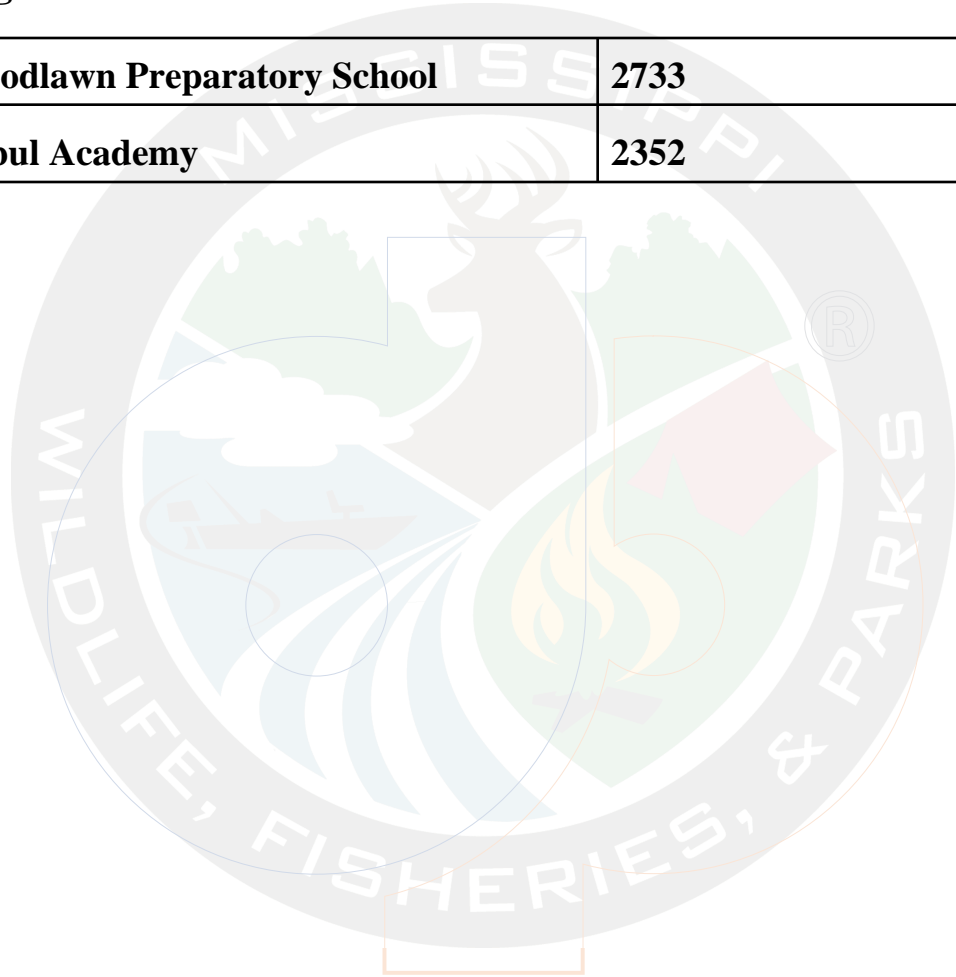 odlawn Preparatory School 2733
oul Academy 2352
MISSISSIPPI
®
WILDLIFE, FISHERIES, & PARKS